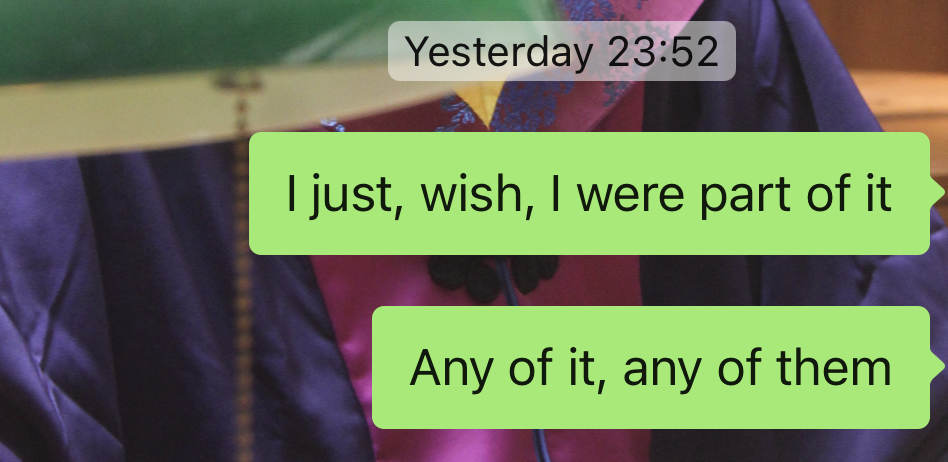 Yesterday 23:52
I just, wish, I were part of it
Any of it, any of them